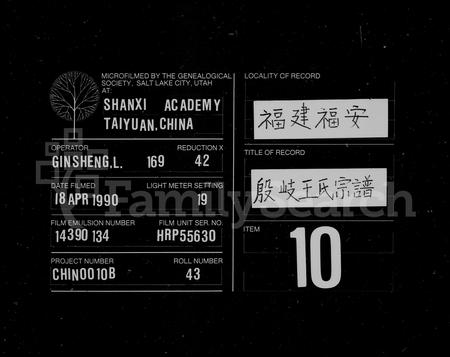 MICROFILMED BY THE GENEALOGICAL
SOCIETY, SALT LAKE CITY, UTAH
AT:
SHANXI ACADEMY
TAIYUAN, CHINA
OPERATOR REDUCTION X
GINSHENG, L. 169 42
DATE FILMED LIGHT METER SETTING
18 APR 1990 19
FILM EMULSION NUMBER FILM UNIT SER. NO.
14390 134 HRP55630
PROJECT NUMBER ROLL NUMBER
CHIN0010B 43
LOCALITY OF RECORD
福建福安
TITLE OF RECORD
殷岐王氏宗譜
ITEM
10
FamilySearch